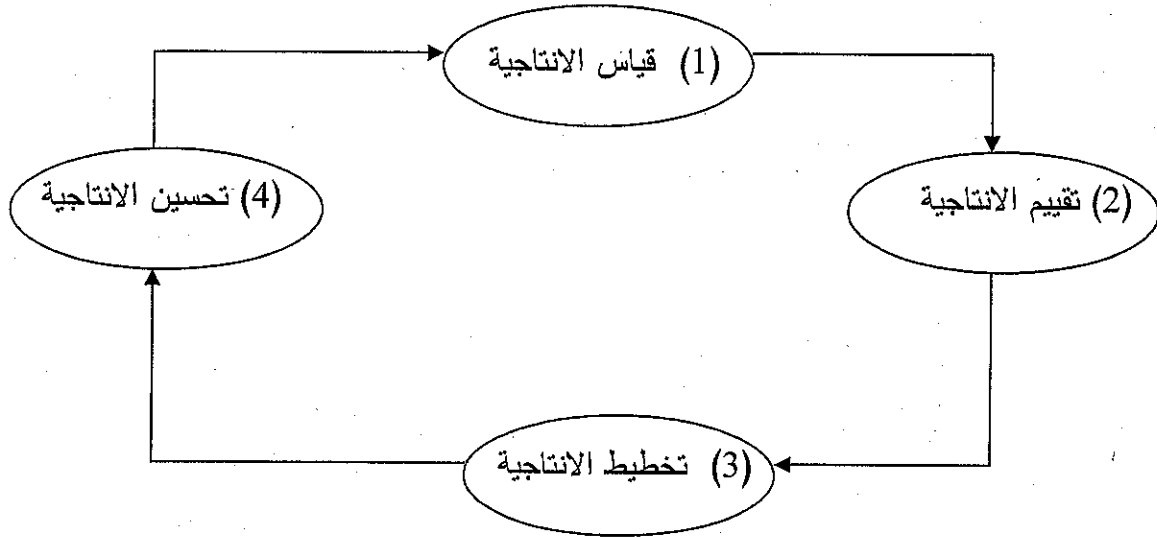 (1) قياس الانتاجية
(2) تقييم الانتاجية
(3) تخطيط الانتاجية
(4) تحسين الانتاجية